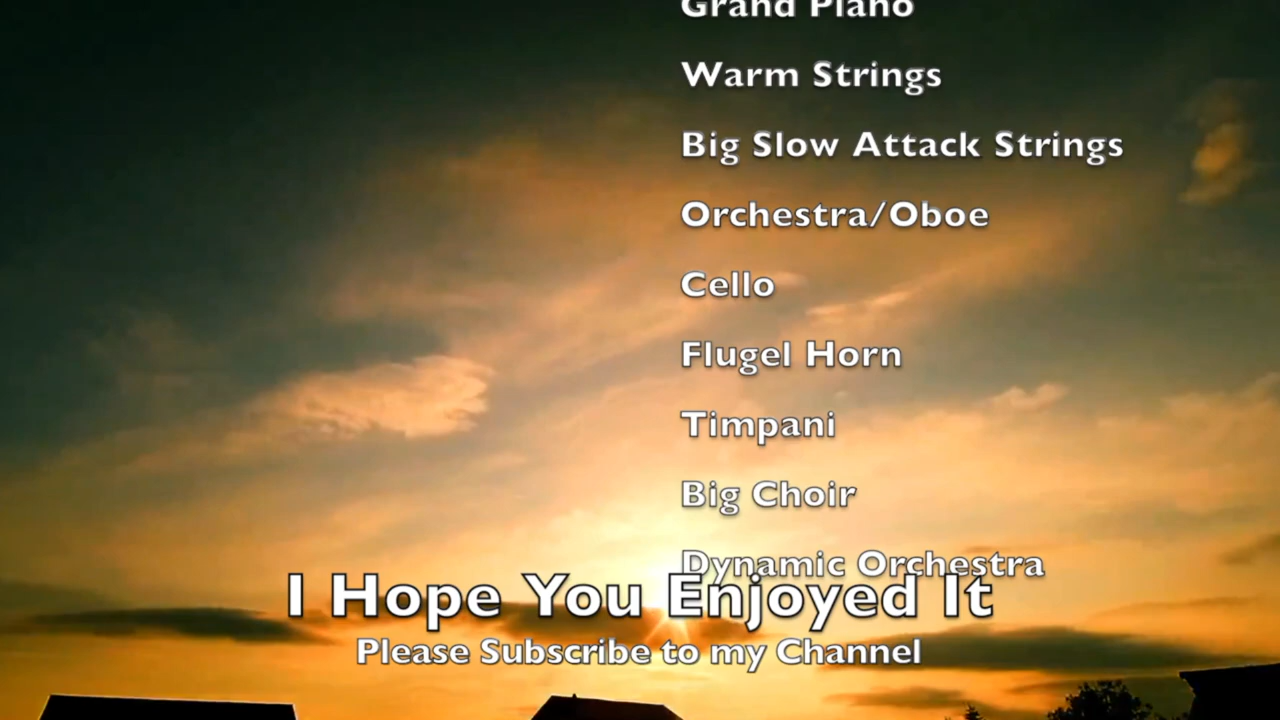 Grand Piano
Warm Strings
Big Slow Attack Strings
Orchestra/Oboe
Cello
Flugel Horn
Timpani
Big Choir
Dynamic Orchestra
I Hope You Enjoyed It
Please Subscribe to my Channel